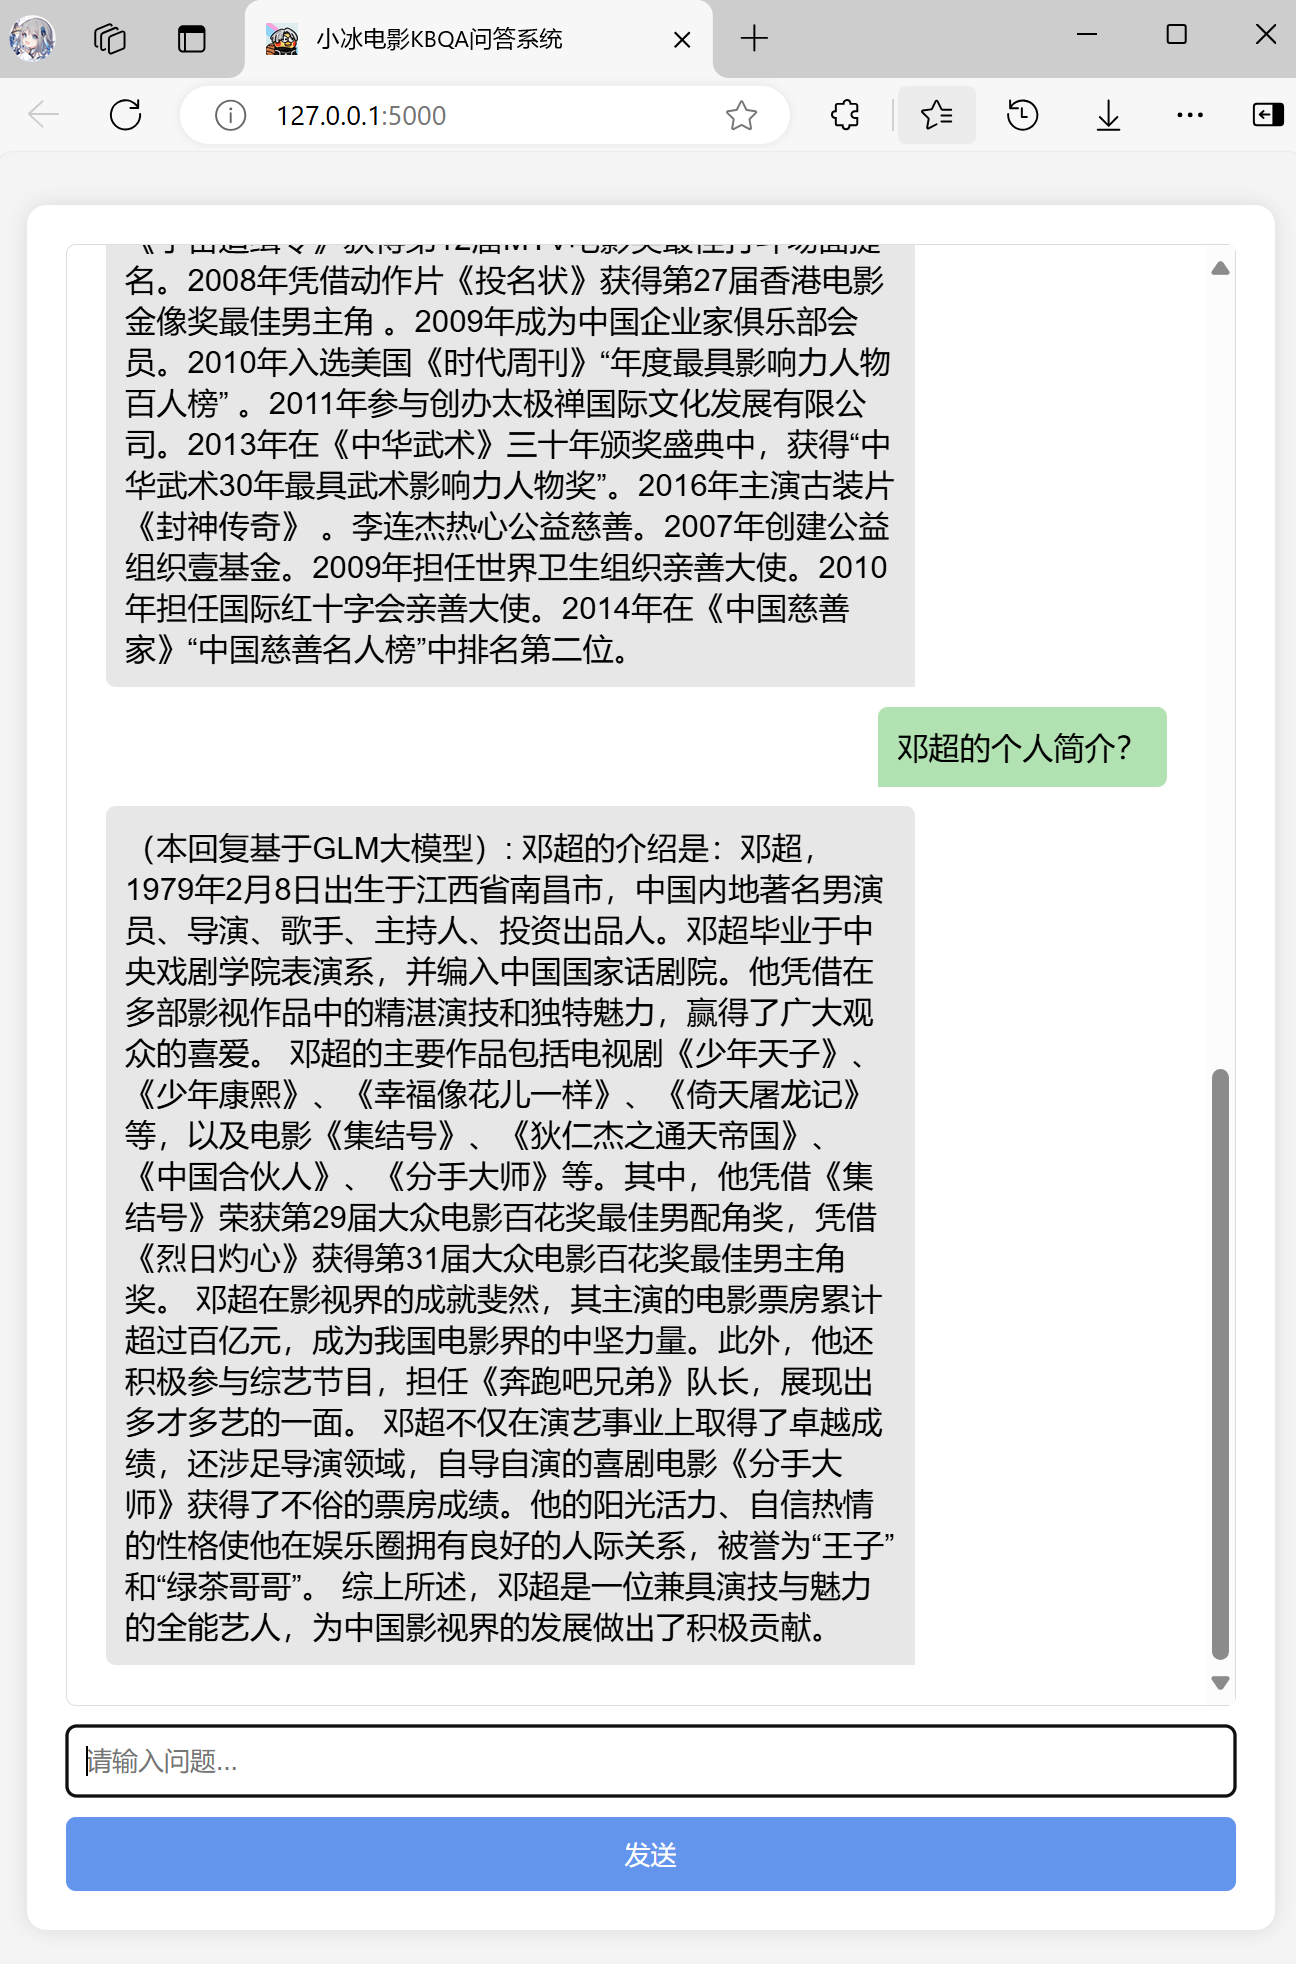 小冰电影KBQA问答系统
127.0.0.1:5000
名。2008年凭借动作片《投名状》获得第27届香港电影
金像奖最佳男主角 。2009年成为中国企业家俱乐部会
员。2010年入选美国《时代周刊》“年度最具影响力人物
百人榜” 。2011年参与创办太极禅国际文化发展有限公
司。2013年在《中华武术》三十年颁奖盛典中，获得“中
华武术30年最具武术影响力人物奖”。2016年主演古装片
《封神传奇》 。李连杰热心公益慈善。2007年创建公益
组织壹基金。2009年担任世界卫生组织亲善大使。2010
年担任国际红十字会亲善大使。2014年在《中国慈善
家》“中国慈善名人榜”中排名第二位。
邓超的个人简介？
（本回复基于GLM大模型）: 邓超的介绍是：邓超，
1979年2月8日出生于江西省南昌市，中国内地著名男演
员、导演、歌手、主持人、投资出品人。邓超毕业于中
央戏剧学院表演系，并编入中国国家话剧院。他凭借在
多部影视作品中的精湛演技和独特魅力，赢得了广大观
众的喜爱。 邓超的主要作品包括电视剧《少年天子》、
《少年康熙》、《幸福像花儿一样》、《倚天屠龙记》
等，以及电影《集结号》、《狄仁杰之通天帝国》、
《中国合伙人》、《分手大师》等。其中，他凭借《集
结号》荣获第29届大众电影百花奖最佳男配角奖，凭借
《烈日灼心》获得第31届大众电影百花奖最佳男主角
奖。 邓超在影视界的成就斐然，其主演的电影票房累计
超过百亿元，成为我国电影界的中坚力量。此外，他还
积极参与综艺节目，担任《奔跑吧兄弟》队长，展现出
多才多艺的一面。 邓超不仅在演艺事业上取得了卓越成
绩，还涉足导演领域，自导自演的喜剧电影《分手大
师》获得了不俗的票房成绩。他的阳光活力、自信热情
的性格使他在娱乐圈拥有良好的人际关系，被誉为“王子”
和“绿茶哥哥”。 综上所述，邓超是一位兼具演技与魅力
的全能艺人，为中国影视界的发展做出了积极贡献。
请输入问题...
发送